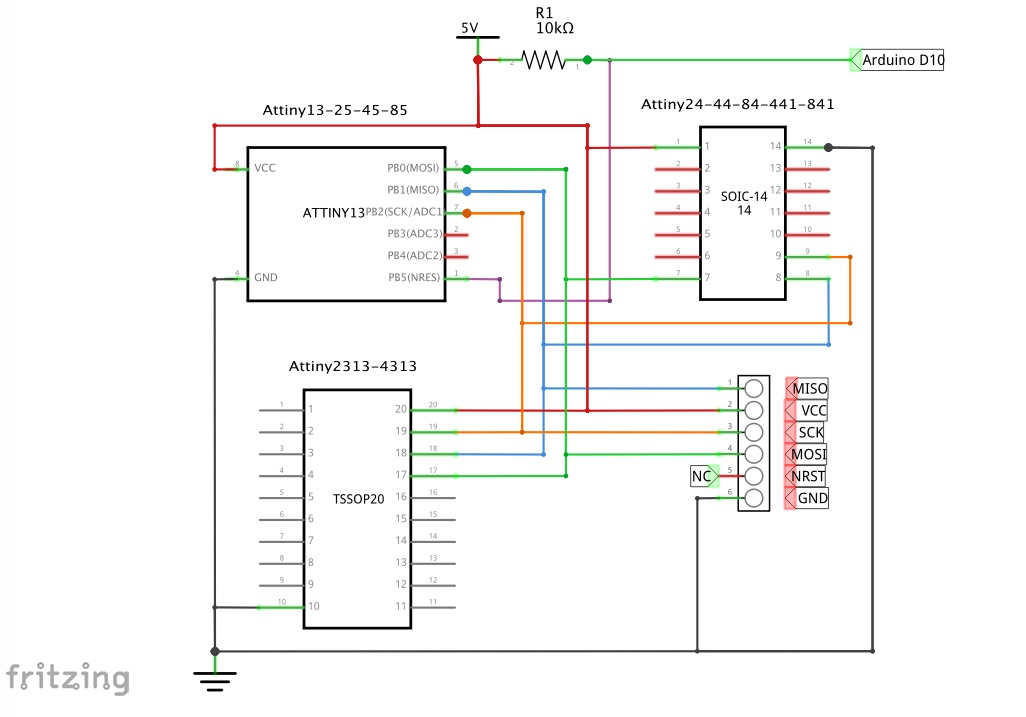 R1
10kΩ
5V
2
1
Arduino D10
Attiny13-25-45-85
Attiny24-44-84-441-841
8 VCC
PB0(MOSI) 5
PB1(MISO) 6
ATTINY13 PB2(SCK/ADC1 7
PB3(ADC3) 2
PB4(ADC2) 3
4 GND
PB5(NRES) 1
1 1 14 14
2 2 13 13
3 3 12 12
SOIC-14
14
4 4 11 11
5 5 10 10
6 6 9 9
7 7 8 8
Attiny2313-4313
1 1 20 20
2 2 19 19
3 3 18 18
4 4 17 17
5 5 16 16
TSSOP20
6 6 15 15
7 7 14 14
8 8 13 13
9 9 12 12
10 10 11 11
1 MISO
2 VCC
3 SCK
4 MOSI
NC 5 NRST
6 GND
fritzing